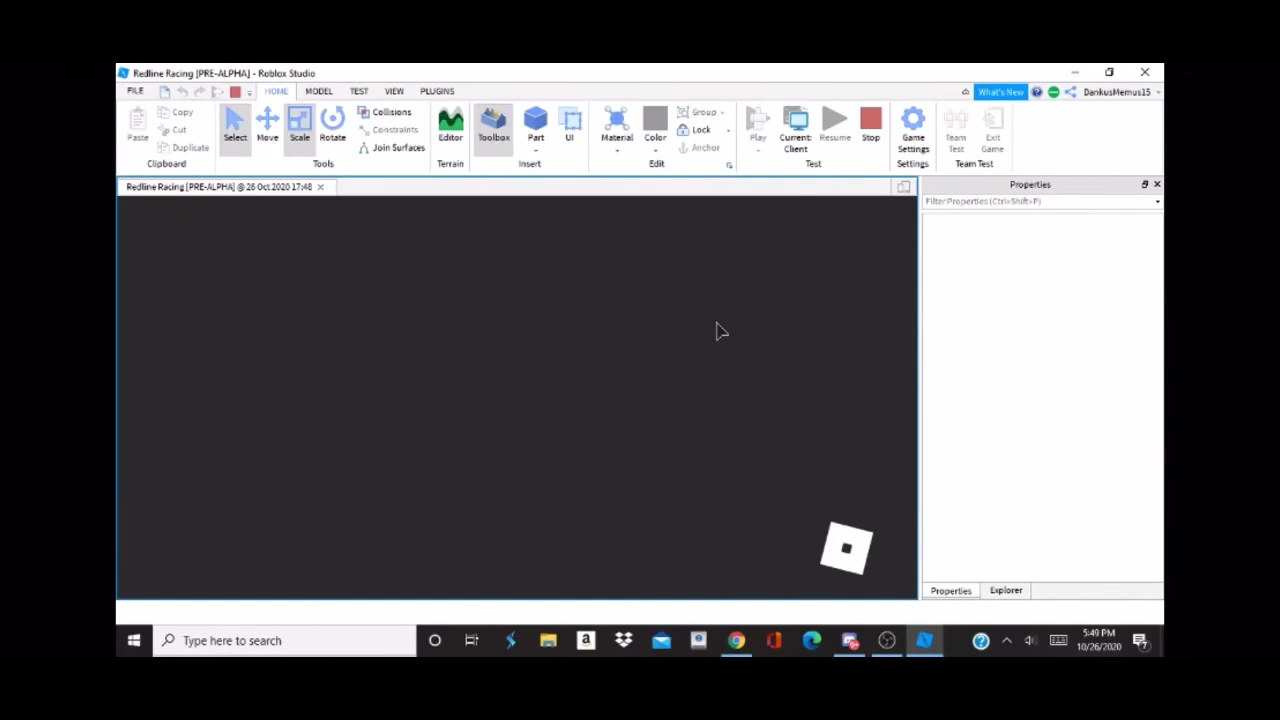 Redline Racing [PRE-ALPHA] - Roblox Studio
FILE HOME MODEL TEST VIEW PLUGINS What's New DankusMemus15
Paste Copy Cut Duplicate Select Move Scale Rotate Collisions Constraints Join Surfaces Editor Toolbox Part UI Material Color Group Lock Anchor Play Current: Client Resume Stop Game Settings Team Test Exit Game
Clipboard Tools Terrain Insert Edit Test Settings Team Test
Redline Racing [PRE-ALPHA] @ 26 Oct 2020 17:48
Properties
Filter Properties (Ctrl+Shift+P)
Properties Explorer
Type here to search
5:49 PM
10/26/2020